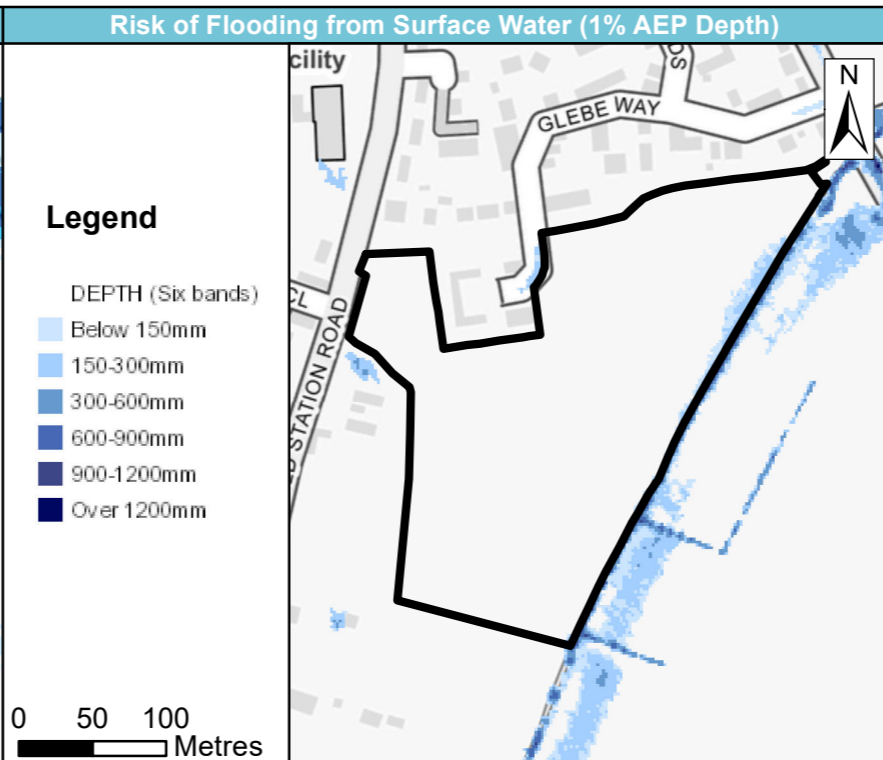 Risk of Flooding from Surface Water (1% AEP Depth)
cility
GLEBE WAY
N
Legend
DEPTH (Six bands)
Below 150mm
150-300mm
300-600mm
600-900mm
900-1200mm
Over 1200mm
CL
STATION ROAD
0 50 100
Metres